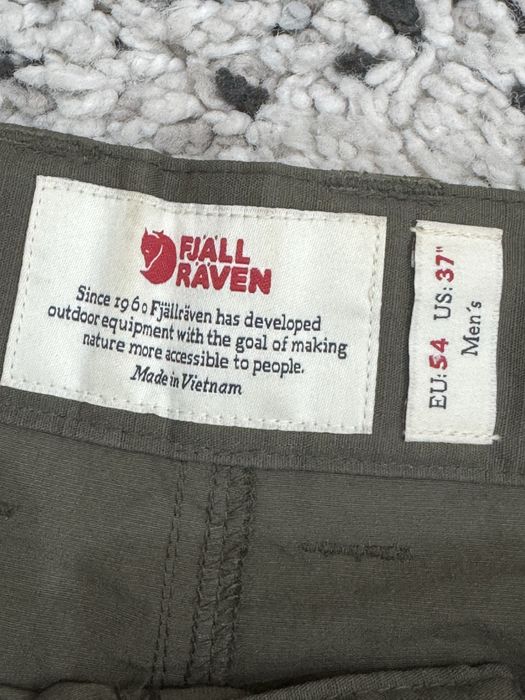 FJÄLL
RÄVEN
Since 1960 Fjällräven has developed
outdoor equipment with the goal of making
nature more accessible to people.
Made in Vietnam
EU: 54 US: 37"
Men's